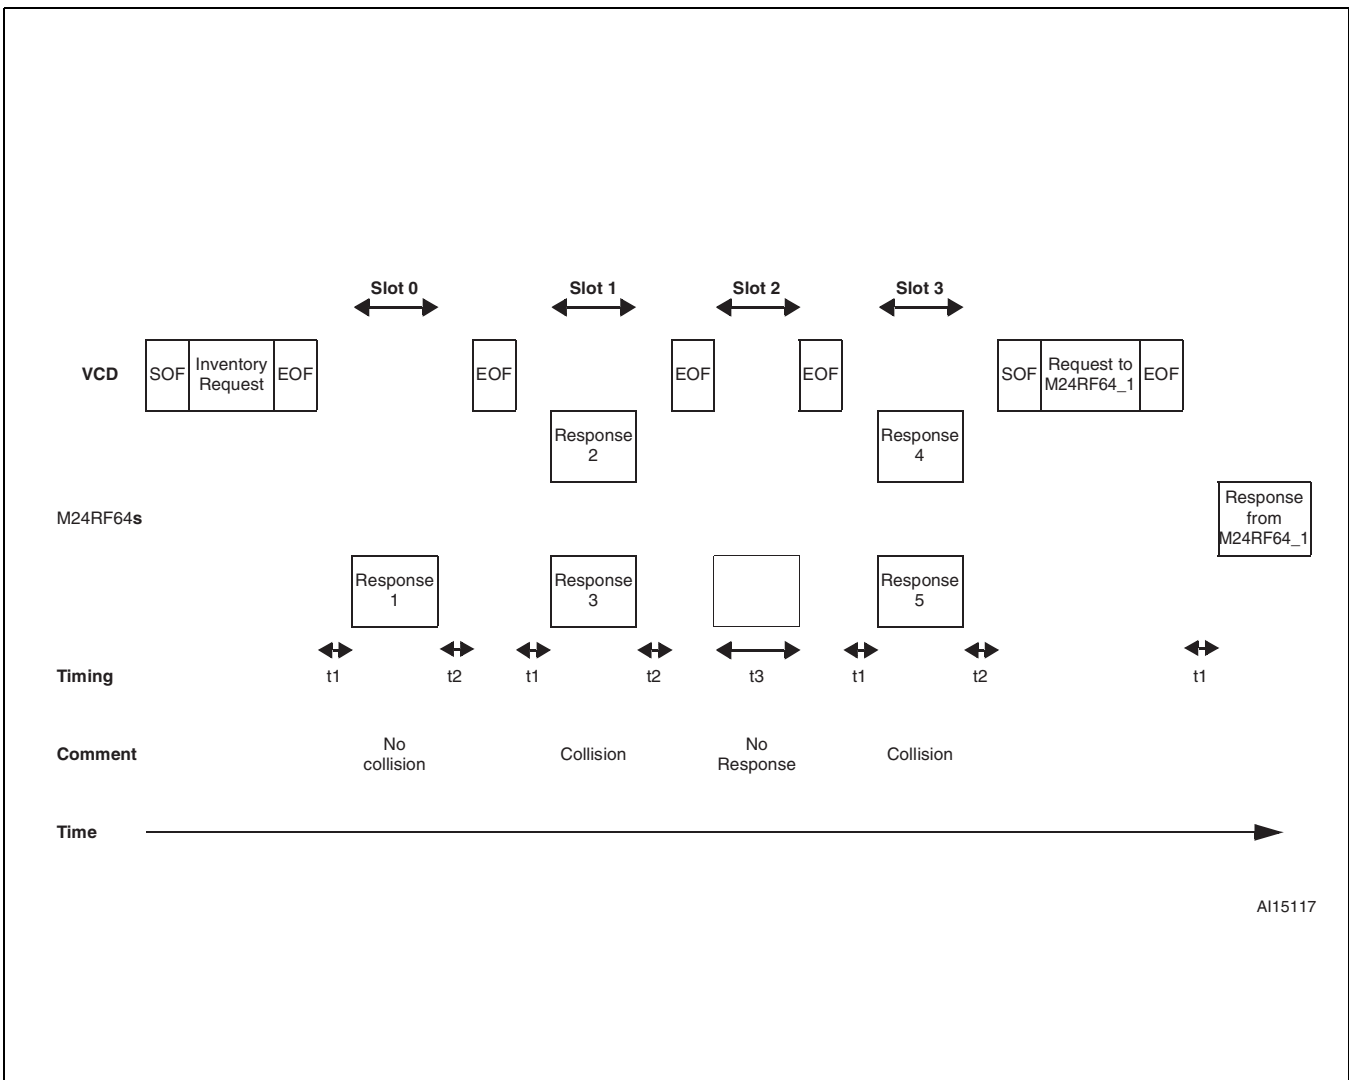 Slot 0 Slot 1 Slot 2 Slot 3
VCD SOF Inventory Request EOF EOF EOF EOF SOF Request to M24RF64_1 EOF
Response 2 Response 4
M24RF64s Response from M24RF64_1
Response 1 Response 3 Response 5
Timing t1 t2 t1 t2 t3 t1 t2 t1
Comment No collision Collision No Response Collision
Time
AI15117